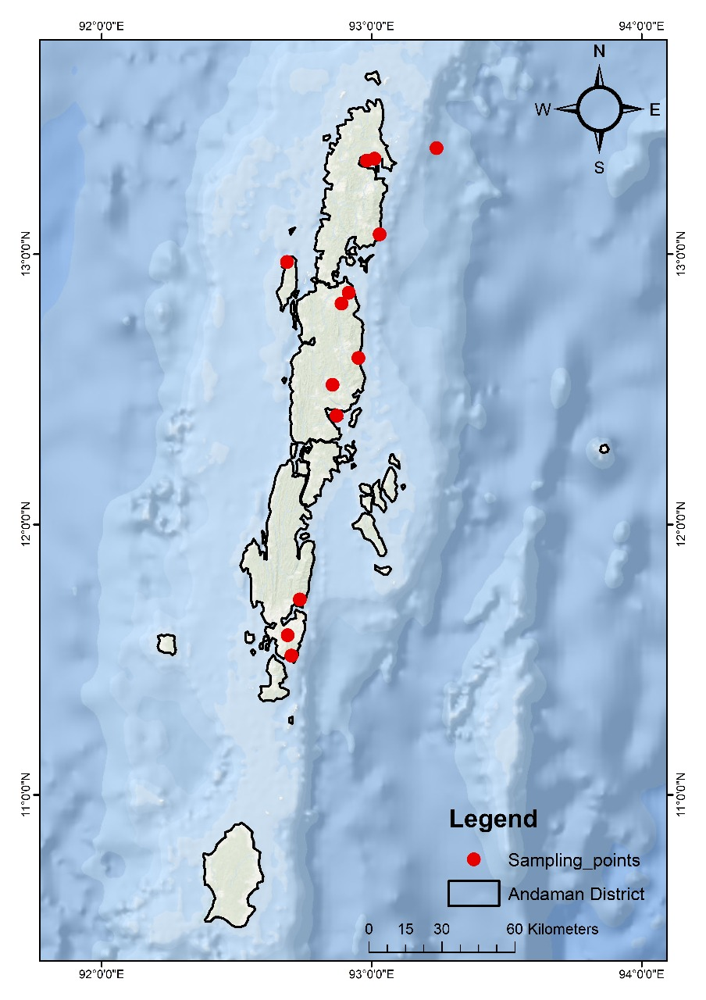 92°0'0"E 93°0'0"E 94°0'0"E
N
W E
S
13°0'0"N 13°0'0"N
12°0'0"N 12°0'0"N
11°0'0"N 11°0'0"N
Legend
Sampling_points
Andaman District
0 15 30 60 Kilometers
92°0'0"E 93°0'0"E 94°0'0"E